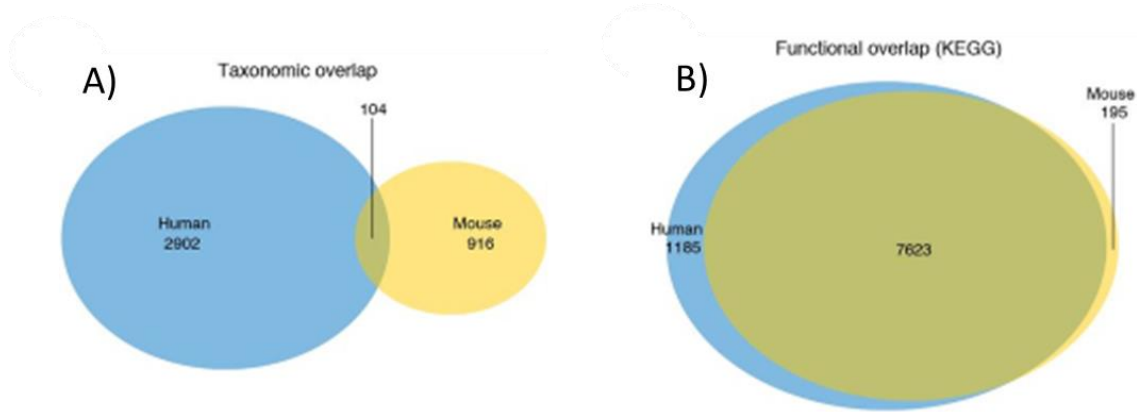 A)
Taxonomic overlap
104
Human
2902
Mouse
916
B)
Functional overlap (KEGG)
Mouse
195
Human
1185
7623